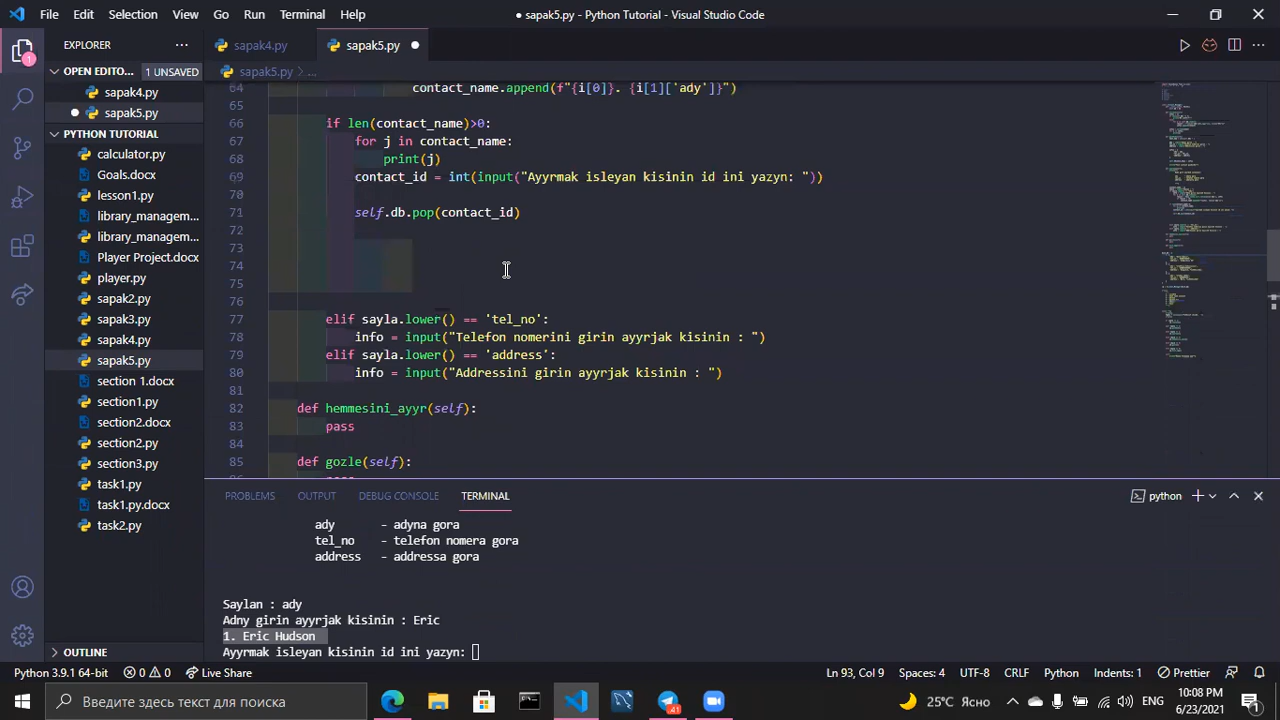 File Edit Selection View Go Run Terminal Help
● sapak5.py - Python Tutorial - Visual Studio Code
EXPLORER
sapak4.py
sapak5.py
OPEN EDITO... 1 UNSAVED
sapak4.py
sapak5.py
PYTHON TUTORIAL
calculator.py
Goals.docx
lesson1.py
library_managem...
library_managem...
Player Project.docx
player.py
sapak2.py
sapak3.py
sapak4.py
sapak5.py
section 1.docx
section1.py
section2.docx
section2.py
section3.py
task1.py
task1.py.docx
task2.py
OUTLINE
sapak5.py > ...
64 contact_name.append(f"{i[0]}. {i[1]['ady']}")
65
66 if len(contact_name)>0:
67 for j in contact_name:
68 print(j)
69 contact_id = int(input("Ayyrmak isleyan kisinin id ini yazyn: "))
70
71 self.db.pop(contact_id)
72
73
74
75
76
77 elif sayla.lower() == 'tel_no':
78 info = input("Telefon nomerini girin ayyrjak kisinin : ")
79 elif sayla.lower() == 'address':
80 info = input("Addressini girin ayyrjak kisinin : ")
81
82 def hemmesini_ayyr(self):
83 pass
84
85 def gozle(self):
PROBLEMS OUTPUT DEBUG CONSOLE TERMINAL
python
ady - adyna gora
tel_no - telefon nomera gora
address - addressa gora
Saylan : ady
Adny girin ayyrjak kisinin : Eric
1. Eric Hudson
Ayyrmak isleyan kisinin id ini yazyn:
Python 3.9.1 64-bit 0 0 Live Share
Ln 93, Col 9 Spaces: 4 UTF-8 CRLF Python Indents: 1 Prettier
Введите здесь текст для поиска
41
25°C Ясно
ENG
10:08 PM
6/23/2021
1